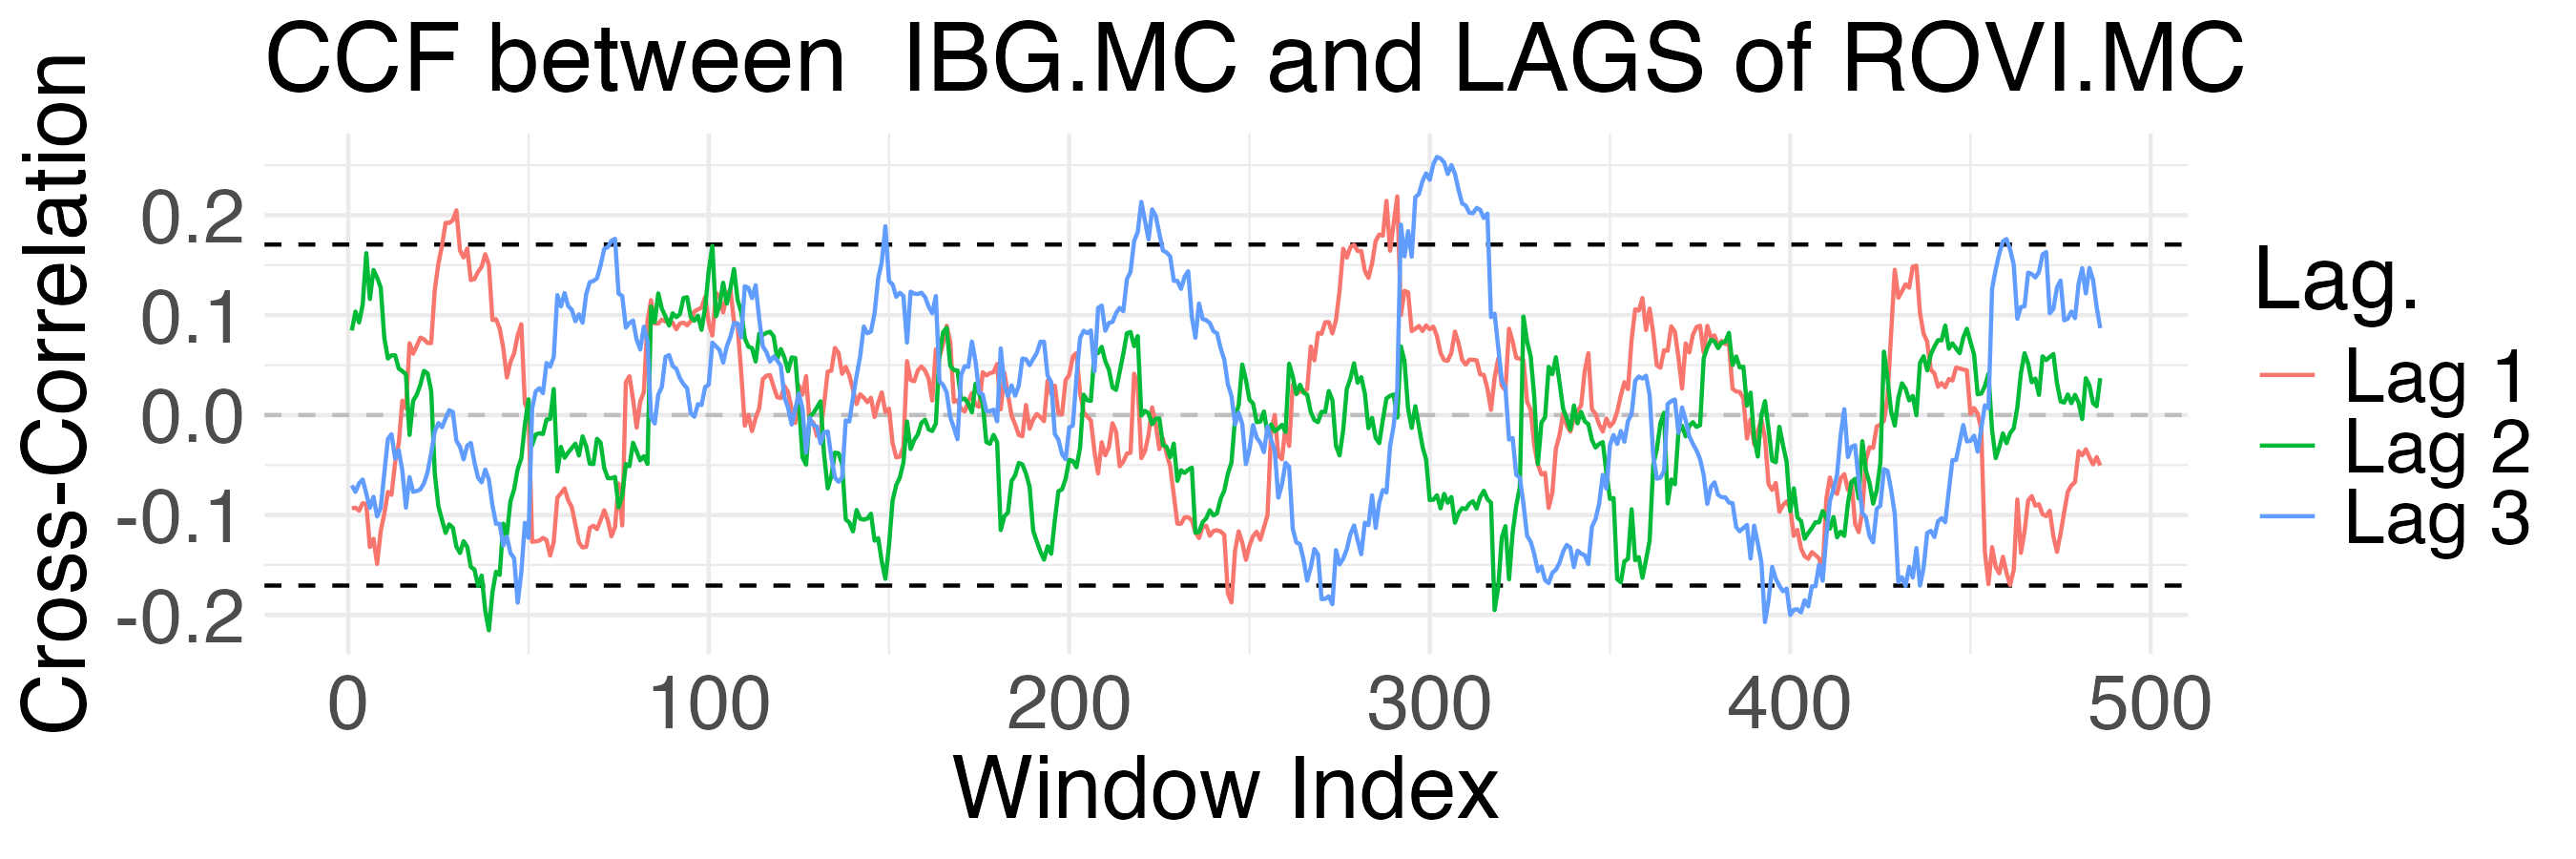 CCF between  IBG.MC and LAGS of ROVI.MC
Cross-Correlation
0.2
0.1
0.0
-0.1
-0.2
0 100 200 300 400 500
Window Index
Lag.
Lag 1
Lag 2
Lag 3